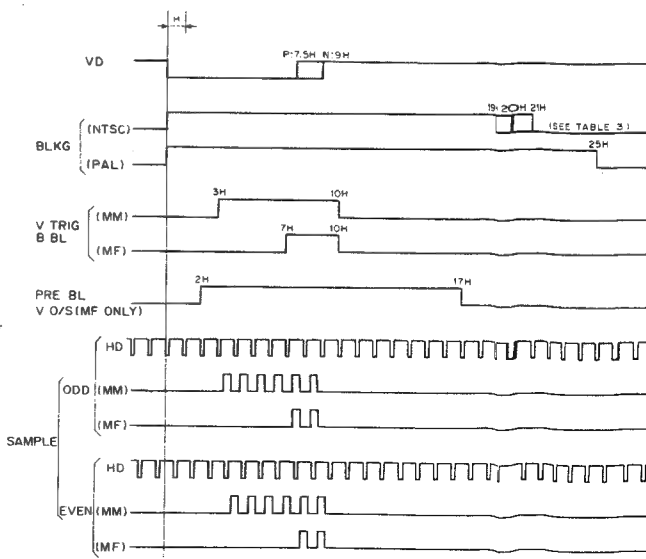 H
P:7.5H N:9H
VD
19H 20H 21H
(NTSC)
(SEE TABLE 3)
BLKG
25H
(PAL)
3H 10H
(MM)
V TRIG
B BL
7H 10H
(MF)
2H 17H
PRE BL
V O/S(MF ONLY)
HD
ODD (MM)
(MF)
SAMPLE
HD
EVEN (MM)
(MF)